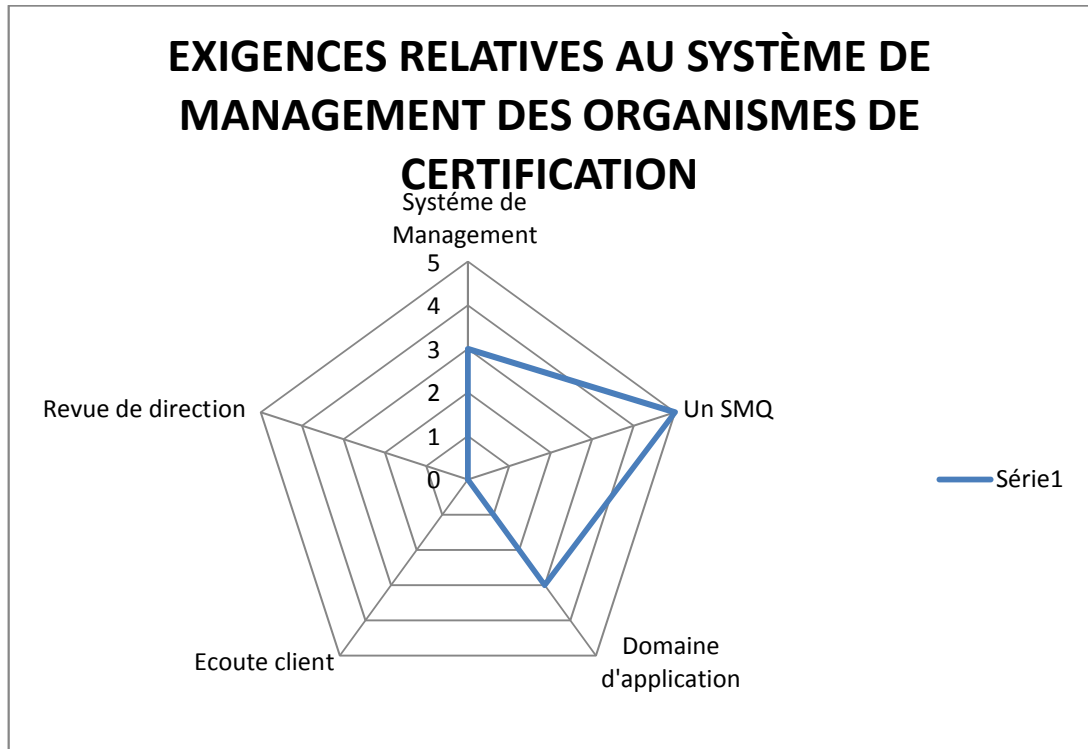 EXIGENCES RELATIVES AU SYSTÈME DE
MANAGEMENT DES ORGANISMES DE
CERTIFICATION
Systéme de
Management
5
4
3
2
1
0
Un SMQ
Domaine
d'application
Ecoute client
Revue de direction
Série1